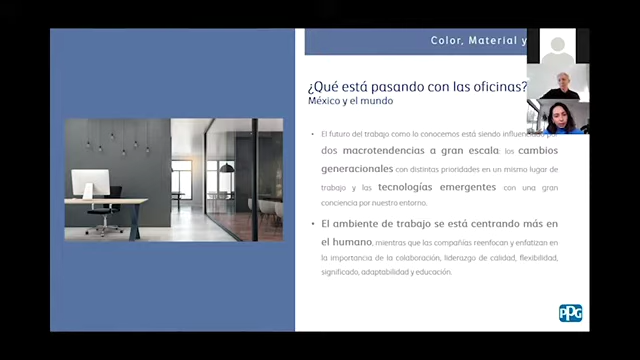 Color, Material y
¿Qué está pasando con las oficinas?
México y el mundo
• El futuro del trabajo como lo conocemos está siendo influenciado por
dos macrotendencias a gran escala: los cambios
generacionales con distintas prioridades en un mismo lugar de
trabajo y las tecnologías emergentes con una gran
conciencia por nuestro entorno.
• El ambiente de trabajo se está centrando más en
el humano, mientras que las compañías reenfocan y enfatizan en
la importancia de la colaboración, liderazgo de calidad, flexibilidad,
significado, adaptabilidad y educación.
PPG